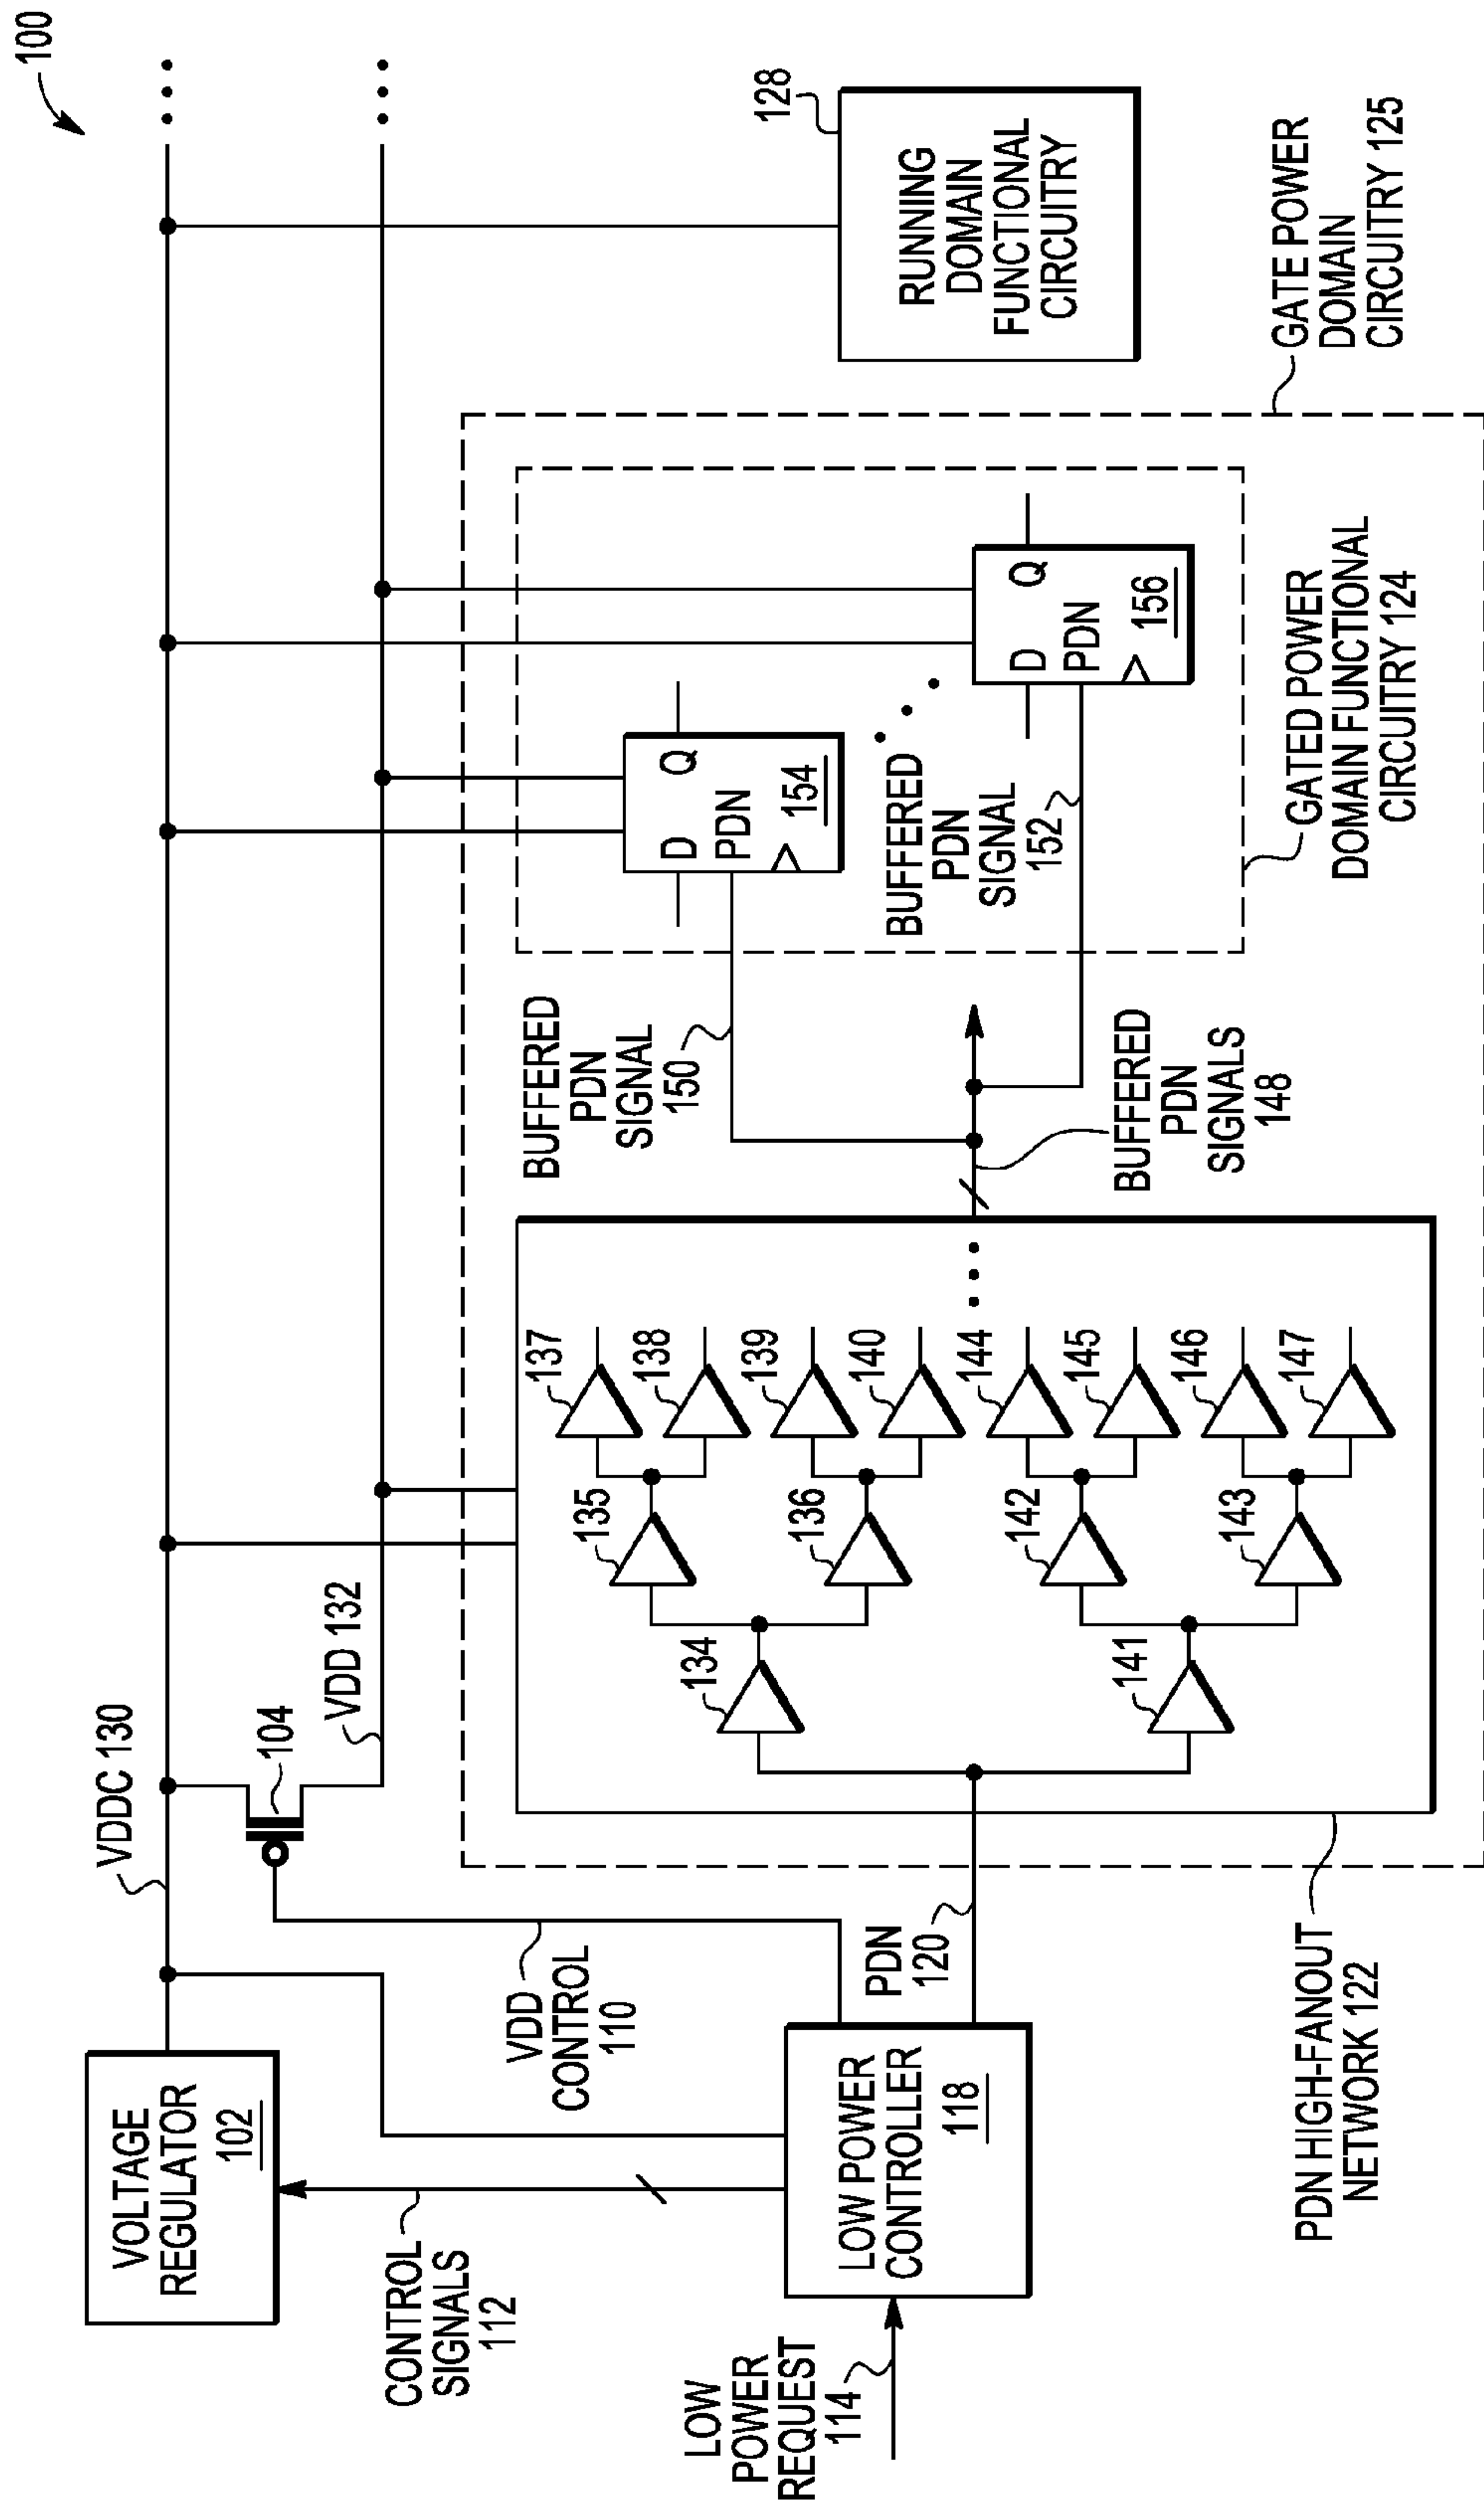 100
VDDC 130
VOLTAGE
REGULATOR
102
104
VDD 132
VDD
CONTROL
110
CONTROL
SIGNALS
112
LOW
POWER
REQUEST
114
LOW POWER
CONTROLLER
118
PDN
120
134
135
136
137
138
139
140
141
142
143
144
145
146
147
PDN HIGH-FANOUT
NETWORK 122
BUFFERED
PDN
SIGNAL
150
BUFFERED
PDN
SIGNALS
148
D Q
PDN
154
BUFFERED
PDN
SIGNAL
152
D Q
PDN
156
GATED POWER
DOMAIN FUNCTIONAL
CIRCUITRY 124
RUNNING
DOMAIN
FUNCTIONAL
CIRCUITRY
128
GATE POWER
DOMAIN
CIRCUITRY 125